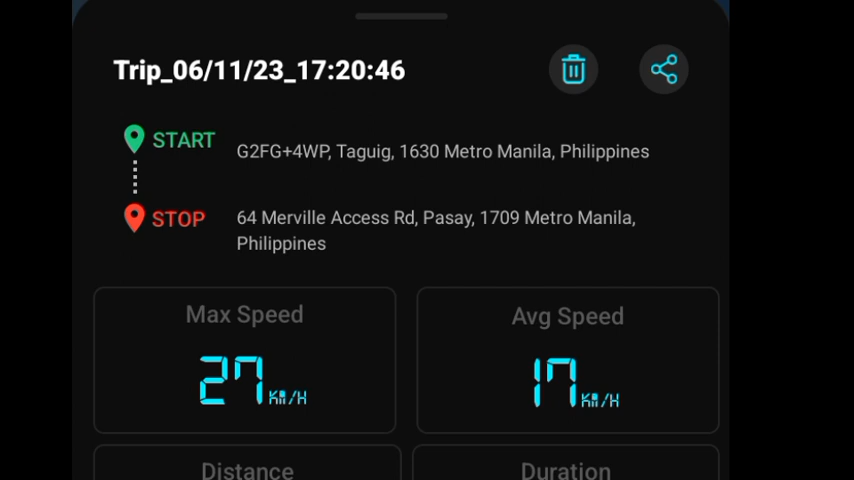 Trip_06/11/23_17:20:46
START
G2FG+4WP, Taguig, 1630 Metro Manila, Philippines
STOP
64 Merville Access Rd, Pasay, 1709 Metro Manila,
Philippines
Max Speed
Avg Speed
27 KM/H
17 KM/H
Distance
Duration